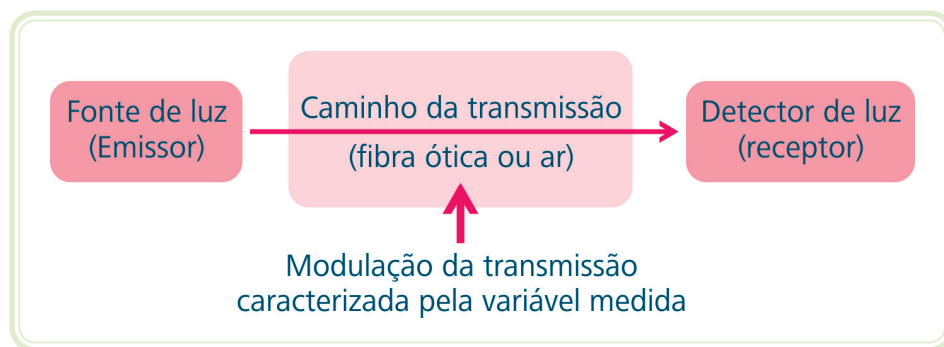 Fonte de luz
(Emissor)
Caminho da transmissão
(fibra ótica ou ar)
Detector de luz
(receptor)
Modulação da transmissão
caracterizada pela variável medida